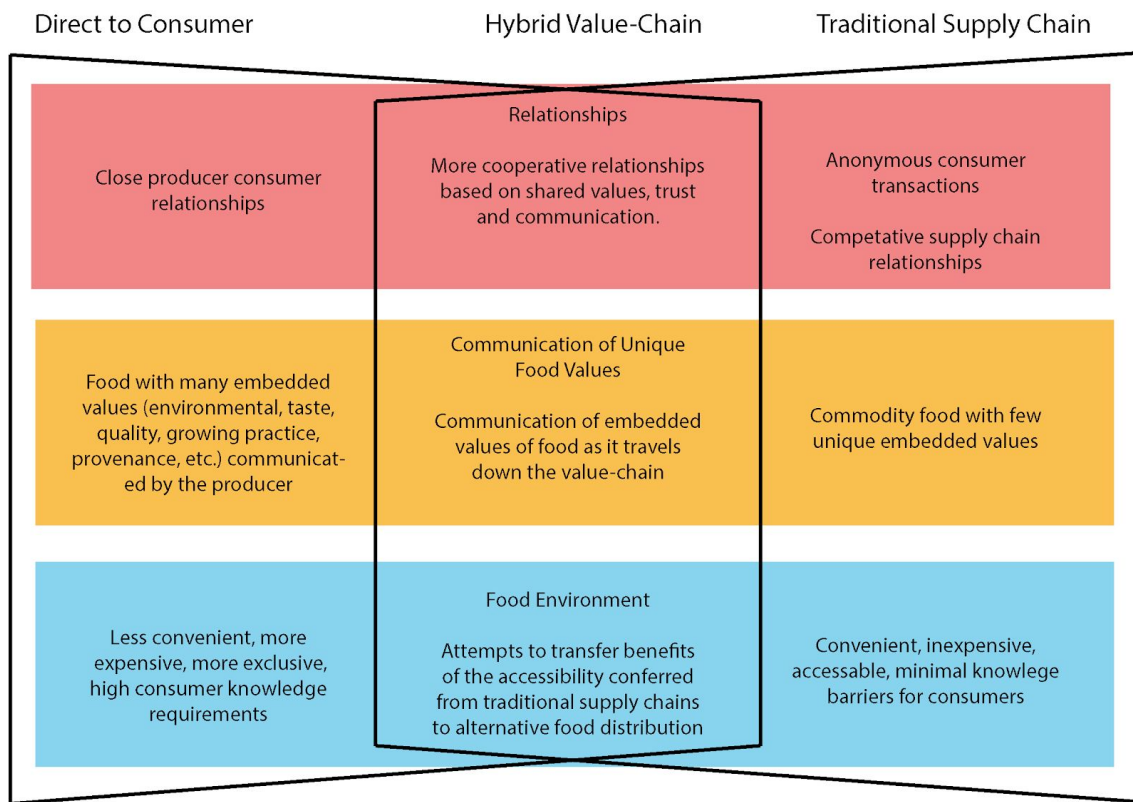 Direct to Consumer
Hybrid Value-Chain
Traditional Supply Chain
Close producer consumer
relationships
Relationships
More cooperative relationships
based on shared values, trust
and communication.
Anonymous consumer
transactions
Competative supply chain
relationships
Food with many embedded
values (environmental, taste,
quality, growing practice,
provenance, etc.) communicat-
ed by the producer
Communication of Unique
Food Values
Communication of embedded
values of food as it travels
down the value-chain
Commodity food with few
unique embedded values
Less convenient, more
expensive, more exclusive,
high consumer knowledge
requirements
Food Environment
Attempts to transfer benefits
of the accessibility conferred
from traditional supply chains
to alternative food distribution
Convenient, inexpensive,
accessable, minimal knowlege
barriers for consumers